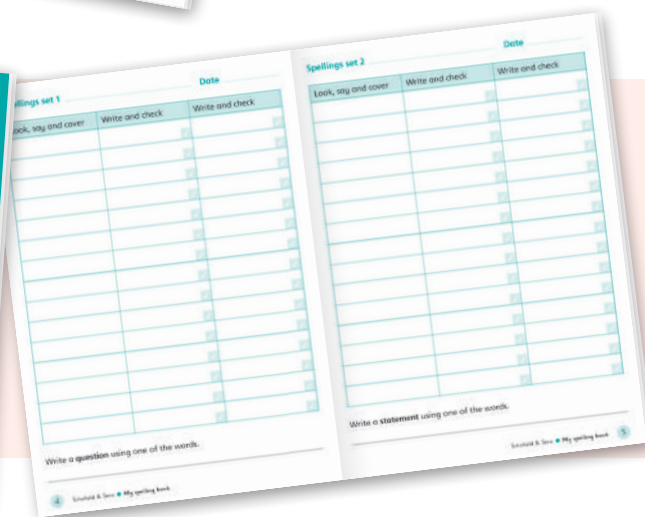 llings set 1 Date
ook, say and cover Write and check Write and check
Write a question using one of the words.
4 Schofield & Sims • My spelling book
Spellings set 2 Date
Look, say and cover Write and check Write and check
Write a statement using one of the words.
Schofield & Sims • My spelling book 5